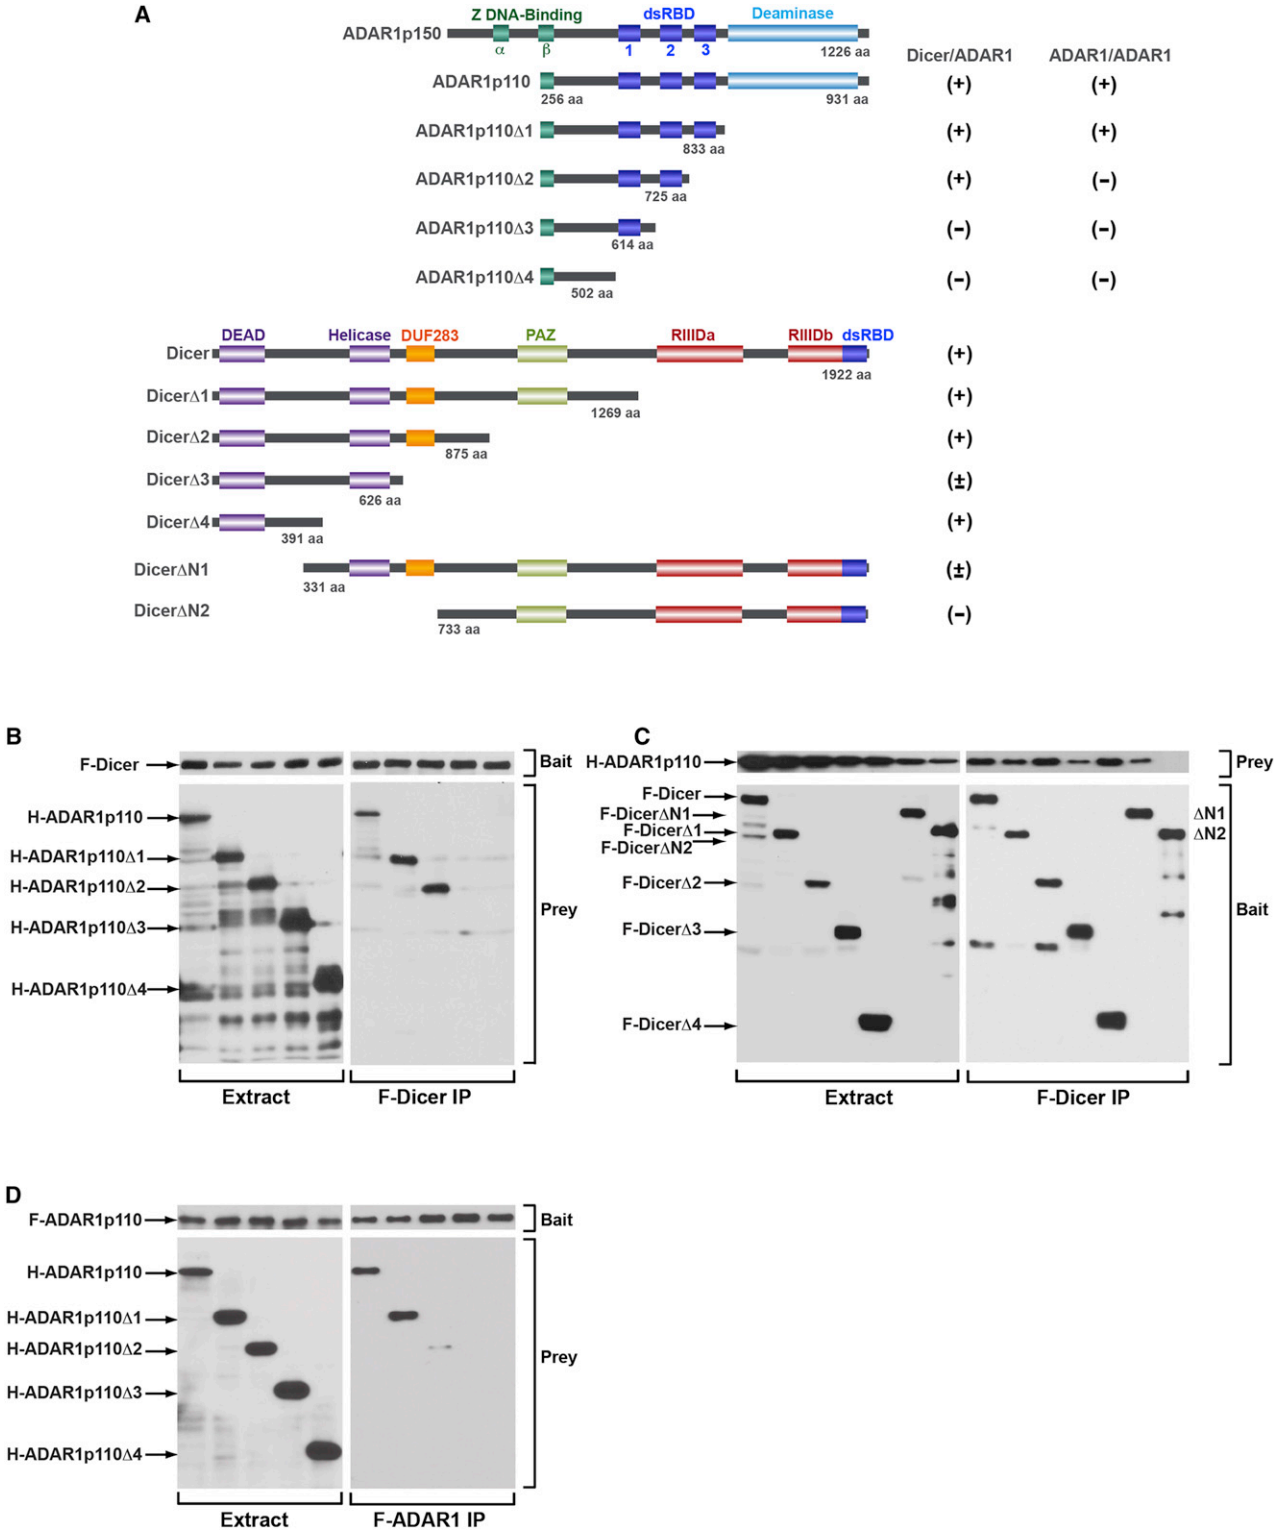 A
Z DNA-Binding dsRBD Deaminase
ADAR1p150
α β 1 2 3 1226 aa
Dicer/ADAR1 ADAR1/ADAR1
ADAR1p110 (+) (+)
256 aa 931 aa
ADAR1p110Δ1 (+) (+)
833 aa
ADAR1p110Δ2 (+) (-)
725 aa
ADAR1p110Δ3 (-) (-)
614 aa
ADAR1p110Δ4 (-) (-)
502 aa
DEAD Helicase DUF283 PAZ RIIIDa RIIIDb dsRBD
Dicer (+)
1922 aa
DicerΔ1 (+)
1269 aa
DicerΔ2 (+)
875 aa
DicerΔ3 (±)
626 aa
DicerΔ4 (+)
391 aa
DicerΔN1 (±)
331 aa
DicerΔN2 (-)
733 aa
B
F-Dicer Bait
H-ADAR1p110
H-ADAR1p110Δ1
H-ADAR1p110Δ2
Prey
H-ADAR1p110Δ3
H-ADAR1p110Δ4
Extract F-Dicer IP
C
H-ADAR1p110 Prey
F-Dicer
F-DicerΔN1 ΔN1
F-DicerΔ1 ΔN2
F-DicerΔN2
F-DicerΔ2
Bait
F-DicerΔ3
F-DicerΔ4
Extract F-Dicer IP
D
F-ADAR1p110 Bait
H-ADAR1p110
H-ADAR1p110Δ1
H-ADAR1p110Δ2
Prey
H-ADAR1p110Δ3
H-ADAR1p110Δ4
Extract F-ADAR1 IP